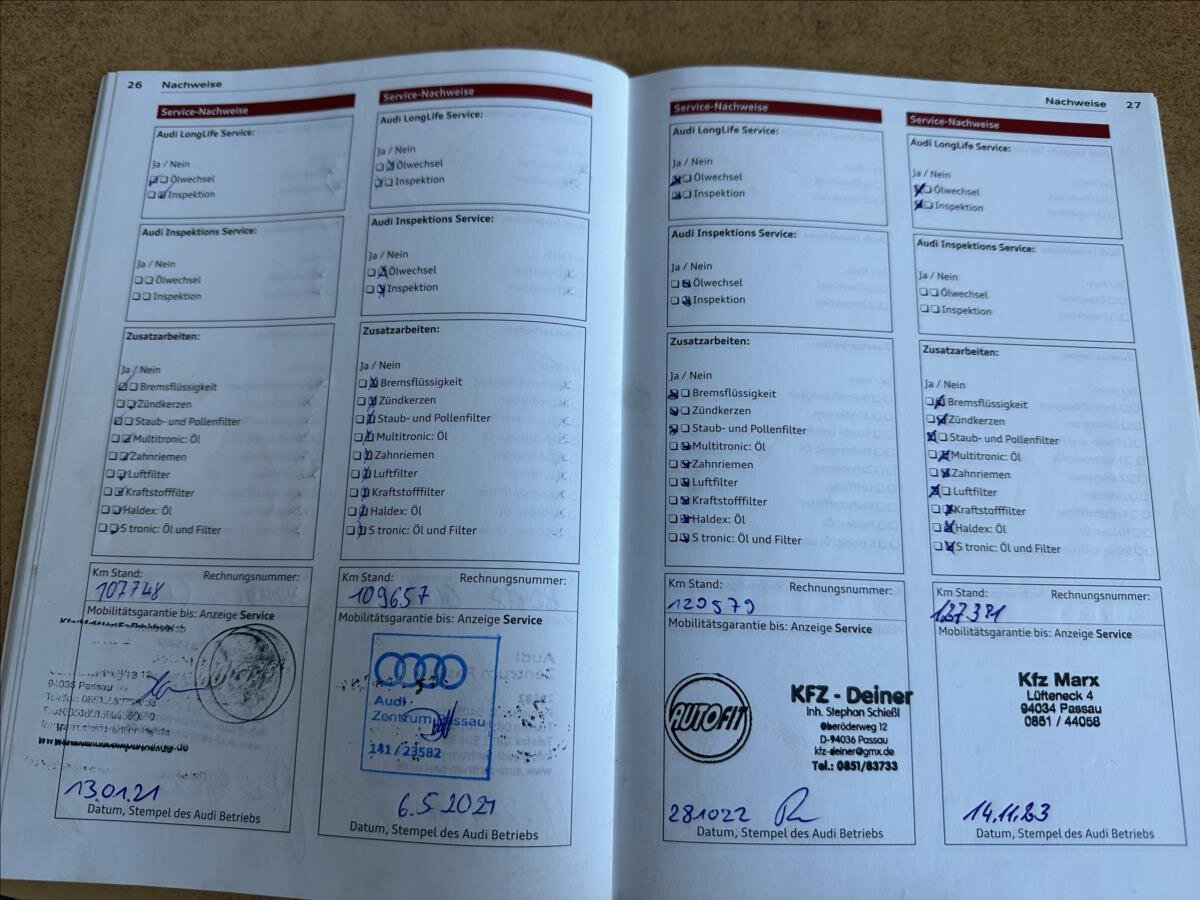 26 Nachweise
Service-Nachweise
Audi LongLife Service:
Ja / Nein
Ölwechsel
Inspektion
Audi Inspektions Service:
Ja / Nein
Ölwechsel
Inspektion
Zusatzarbeiten:
Ja / Nein
Bremsflüssigkeit
Zündkerzen
Staub- und Pollenfilter
Multitronic: Öl
Zahnriemen
Luftfilter
Kraftstofffilter
Haldex: Öl
S tronic: Öl und Filter
Km Stand: Rechnungsnummer:
107748
Mobilitätsgarantie bis: Anzeige Service
94036 Passau
13.01.21
Datum, Stempel des Audi Betriebs
Service-Nachweise
Audi LongLife Service:
Ja / Nein
Ölwechsel
Inspektion
Audi Inspektions Service:
Ja / Nein
Ölwechsel
Inspektion
Zusatzarbeiten:
Ja / Nein
Bremsflüssigkeit
Zündkerzen
Staub- und Pollenfilter
Multitronic: Öl
Zahnriemen
Luftfilter
Kraftstofffilter
Haldex: Öl
S tronic: Öl und Filter
Km Stand: Rechnungsnummer:
109657
Mobilitätsgarantie bis: Anzeige Service
Audi
Zentrum Passau
141 / 23582
6.5 2021
Datum, Stempel des Audi Betriebs
Nachweise 27
Service-Nachweise
Audi LongLife Service:
Ja / Nein
Ölwechsel
Inspektion
Audi Inspektions Service:
Ja / Nein
Ölwechsel
Inspektion
Zusatzarbeiten:
Ja / Nein
Bremsflüssigkeit
Zündkerzen
Staub- und Pollenfilter
Multitronic: Öl
Zahnriemen
Luftfilter
Kraftstofffilter
Haldex: Öl
S tronic: Öl und Filter
Km Stand: Rechnungsnummer:
Mobilitätsgarantie bis: Anzeige Service
AUTOFIT
KFZ - Deiner
Inh. Stephan Schießl
Oberöderweg 12
D-94036 Passau
kfz-deiner@gmx.de
Tel.: 0851/83733
281022
Datum, Stempel des Audi Betriebs
Service-Nachweise
Audi LongLife Service:
Ja / Nein
Ölwechsel
Inspektion
Audi Inspektions Service:
Ja / Nein
Ölwechsel
Inspektion
Zusatzarbeiten:
Ja / Nein
Bremsflüssigkeit
Zündkerzen
Staub- und Pollenfilter
Multitronic: Öl
Zahnriemen
Luftfilter
Kraftstofffilter
Haldex: Öl
S tronic: Öl und Filter
Km Stand: Rechnungsnummer:
Mobilitätsgarantie bis: Anzeige Service
Kfz Marx
Lüfteneck 4
94034 Passau
0851 / 44058
14.11.23
Datum, Stempel des Audi Betriebs